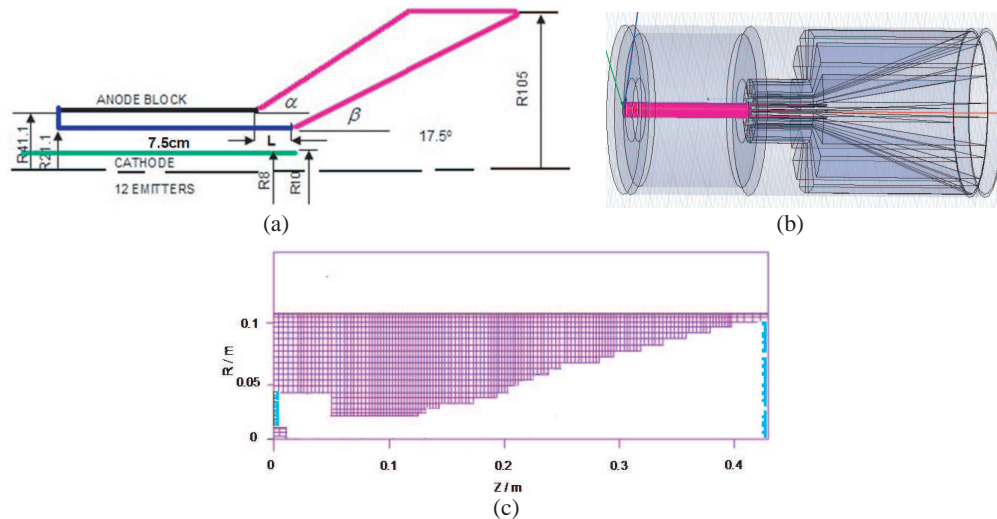 ANODE BLOCK
α
β
R41.1
R21.1
7.5cm
L
17.5º
R105
CATHODE
R8
R10
12 EMITTERS
(a)
(b)
R / m
0.1
0.05
0
0
0.1
0.2
0.3
0.4
Z / m
(c)